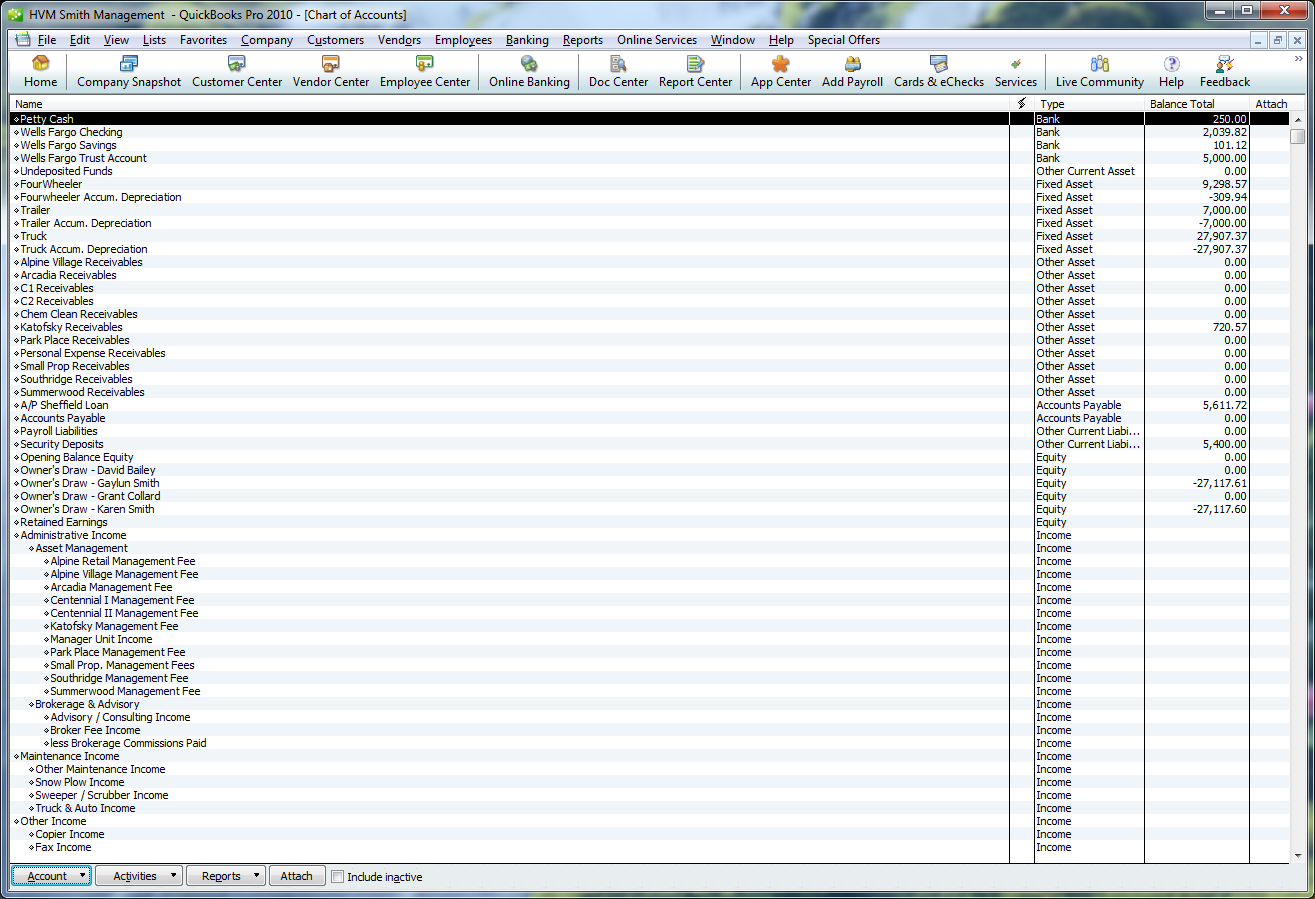 HVM Smith Management - QuickBooks Pro 2010 - [Chart of Accounts]
File Edit View Lists Favorites Company Customers Vendors Employees Banking Reports Online Services Window Help Special Offers
Home Company Snapshot Customer Center Vendor Center Employee Center Online Banking Doc Center Report Center App Center Add Payroll Cards & eChecks Services Live Community Help Feedback
Name Type Balance Total Attach
Petty Cash Bank 250.00
Wells Fargo Checking Bank 2,039.82
Wells Fargo Savings Bank 101.12
Wells Fargo Trust Account Bank 5,000.00
Undeposited Funds Other Current Asset 0.00
FourWheeler Fixed Asset 9,298.57
Fourwheeler Accum. Depreciation Fixed Asset -309.94
Trailer Fixed Asset 7,000.00
Trailer Accum. Depreciation Fixed Asset -7,000.00
Truck Fixed Asset 27,907.37
Truck Accum. Depreciation Fixed Asset -27,907.37
Alpine Village Receivables Other Asset 0.00
Arcadia Receivables Other Asset 0.00
C1 Receivables Other Asset 0.00
C2 Receivables Other Asset 0.00
Chem Clean Receivables Other Asset 0.00
Katofsky Receivables Other Asset 720.57
Park Place Receivables Other Asset 0.00
Personal Expense Receivables Other Asset 0.00
Small Prop Receivables Other Asset 0.00
Southridge Receivables Other Asset 0.00
Summerwood Receivables Other Asset 0.00
A/P Sheffield Loan Accounts Payable 5,611.72
Accounts Payable Accounts Payable 0.00
Payroll Liabilities Other Current Liabi... 0.00
Security Deposits Other Current Liabi... 5,400.00
Opening Balance Equity Equity 0.00
Owner's Draw - David Bailey Equity 0.00
Owner's Draw - Gaylun Smith Equity -27,117.61
Owner's Draw - Grant Collard Equity 0.00
Owner's Draw - Karen Smith Equity -27,117.60
Retained Earnings Equity
Administrative Income Income
Asset Management Income
Alpine Retail Management Fee Income
Alpine Village Management Fee Income
Arcadia Management Fee Income
Centennial I Management Fee Income
Centennial II Management Fee Income
Katofsky Management Fee Income
Manager Unit Income Income
Park Place Management Fee Income
Small Prop. Management Fees Income
Southridge Management Fee Income
Summerwood Management Fee Income
Brokerage & Advisory Income
Advisory / Consulting Income Income
Broker Fee Income Income
less Brokerage Commissions Paid Income
Maintenance Income Income
Other Maintenance Income Income
Snow Plow Income Income
Sweeper / Scrubber Income Income
Truck & Auto Income Income
Other Income Income
Copier Income Income
Fax Income Income
Account Activities Reports Attach Include inactive